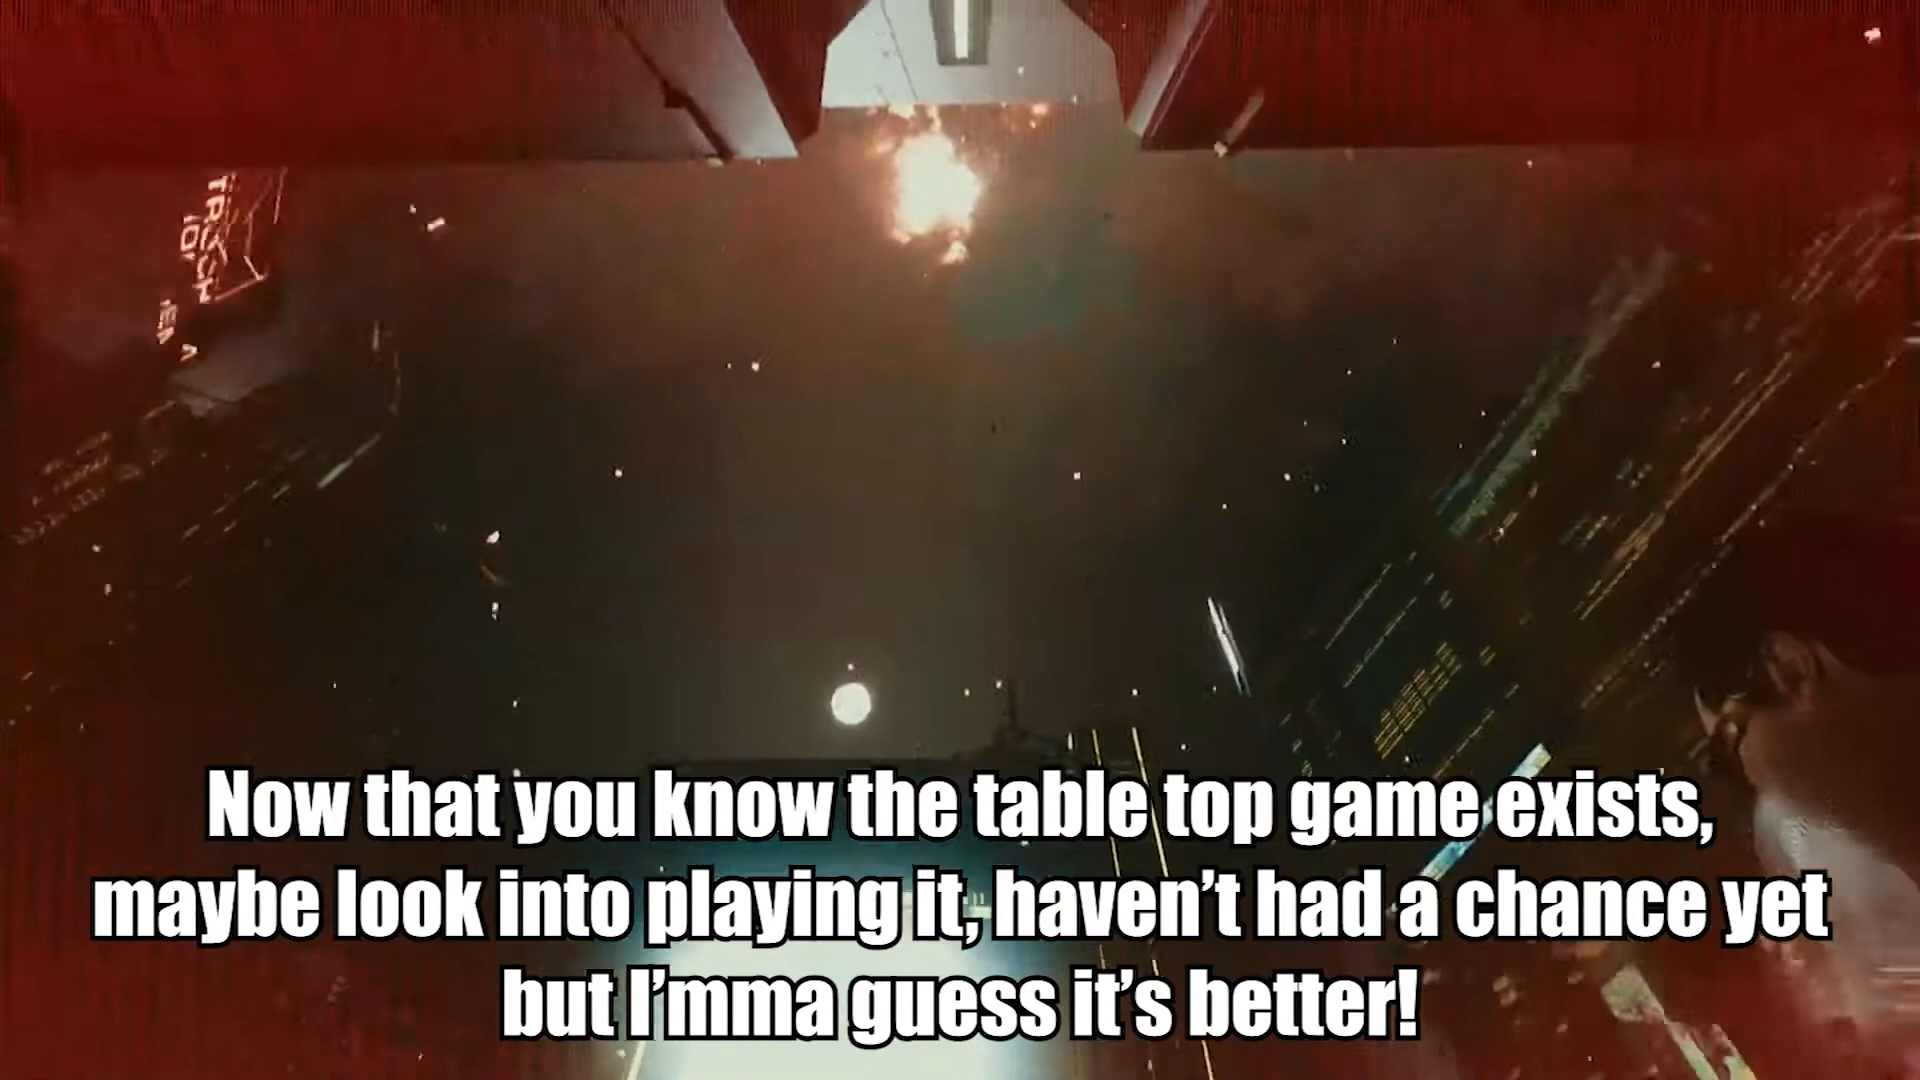 Now that you know the table top game exists,
maybe look into playing it, haven't had a chance yet
but I'mma guess it's better!